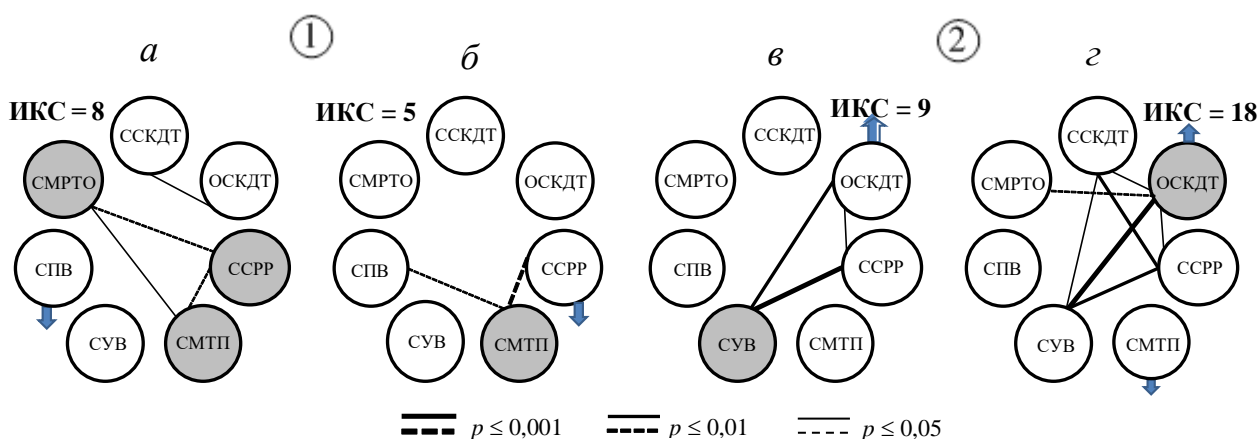 1
2
а
б
в
г
ИКС = 8
ССКДТ
СМРТО
ОСКДТ
СПВ
ССРР
СУВ
СМТП
ИКС = 5
ССКДТ
СМРТО
ОСКДТ
СПВ
ССРР
СУВ
СМТП
ИКС = 9
ССКДТ
СМРТО
ОСКДТ
СПВ
ССРР
СУВ
СМТП
ИКС = 18
ССКДТ
СМРТО
ОСКДТ
СПВ
ССРР
СУВ
СМТП
p ≤ 0,001
p ≤ 0,01
p ≤ 0,05